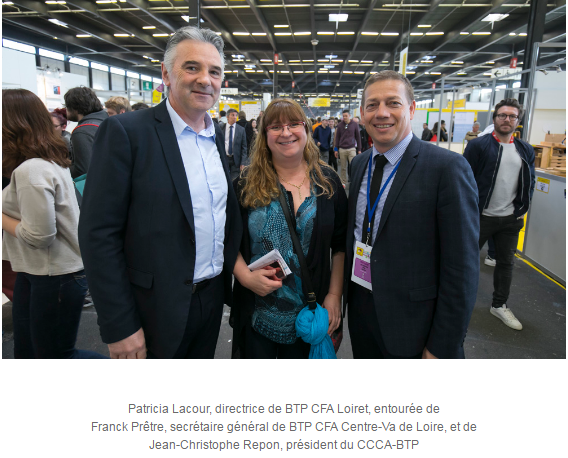 Patricia Lacour, directrice de BTP CFA Loiret, entourée de
Franck Prêtre, secrétaire général de BTP CFA Centre-Va de Loire, et de
Jean-Christophe Repon, président du CCCA-BTP